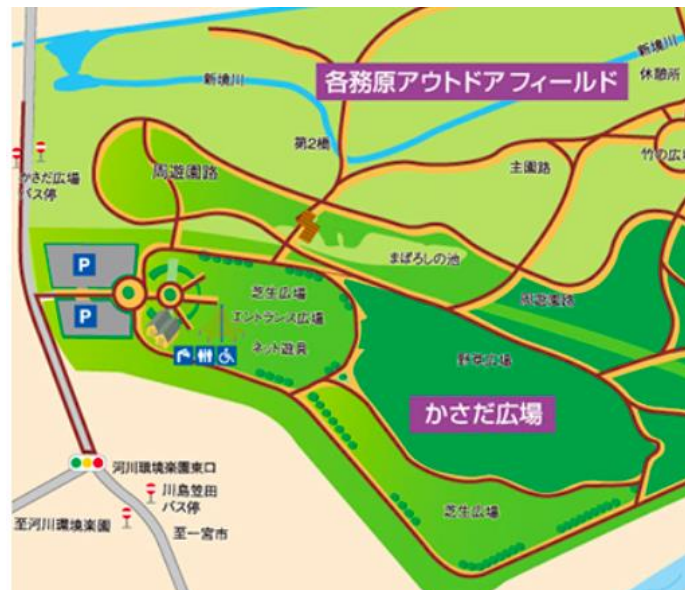 新境川
各務原アウトドアフィールド
新境川
休憩所
第2橋
竹の広場
主園路
周遊園路
かさだ広場
バス停
P
まぼろしの池
芝生広場
周遊園路
エントランス広場
P
ネット遊具
野草広場
かさだ広場
河川環境楽園東口
川島笠田
バス停
芝生広場
至河川環境楽園
至一宮市